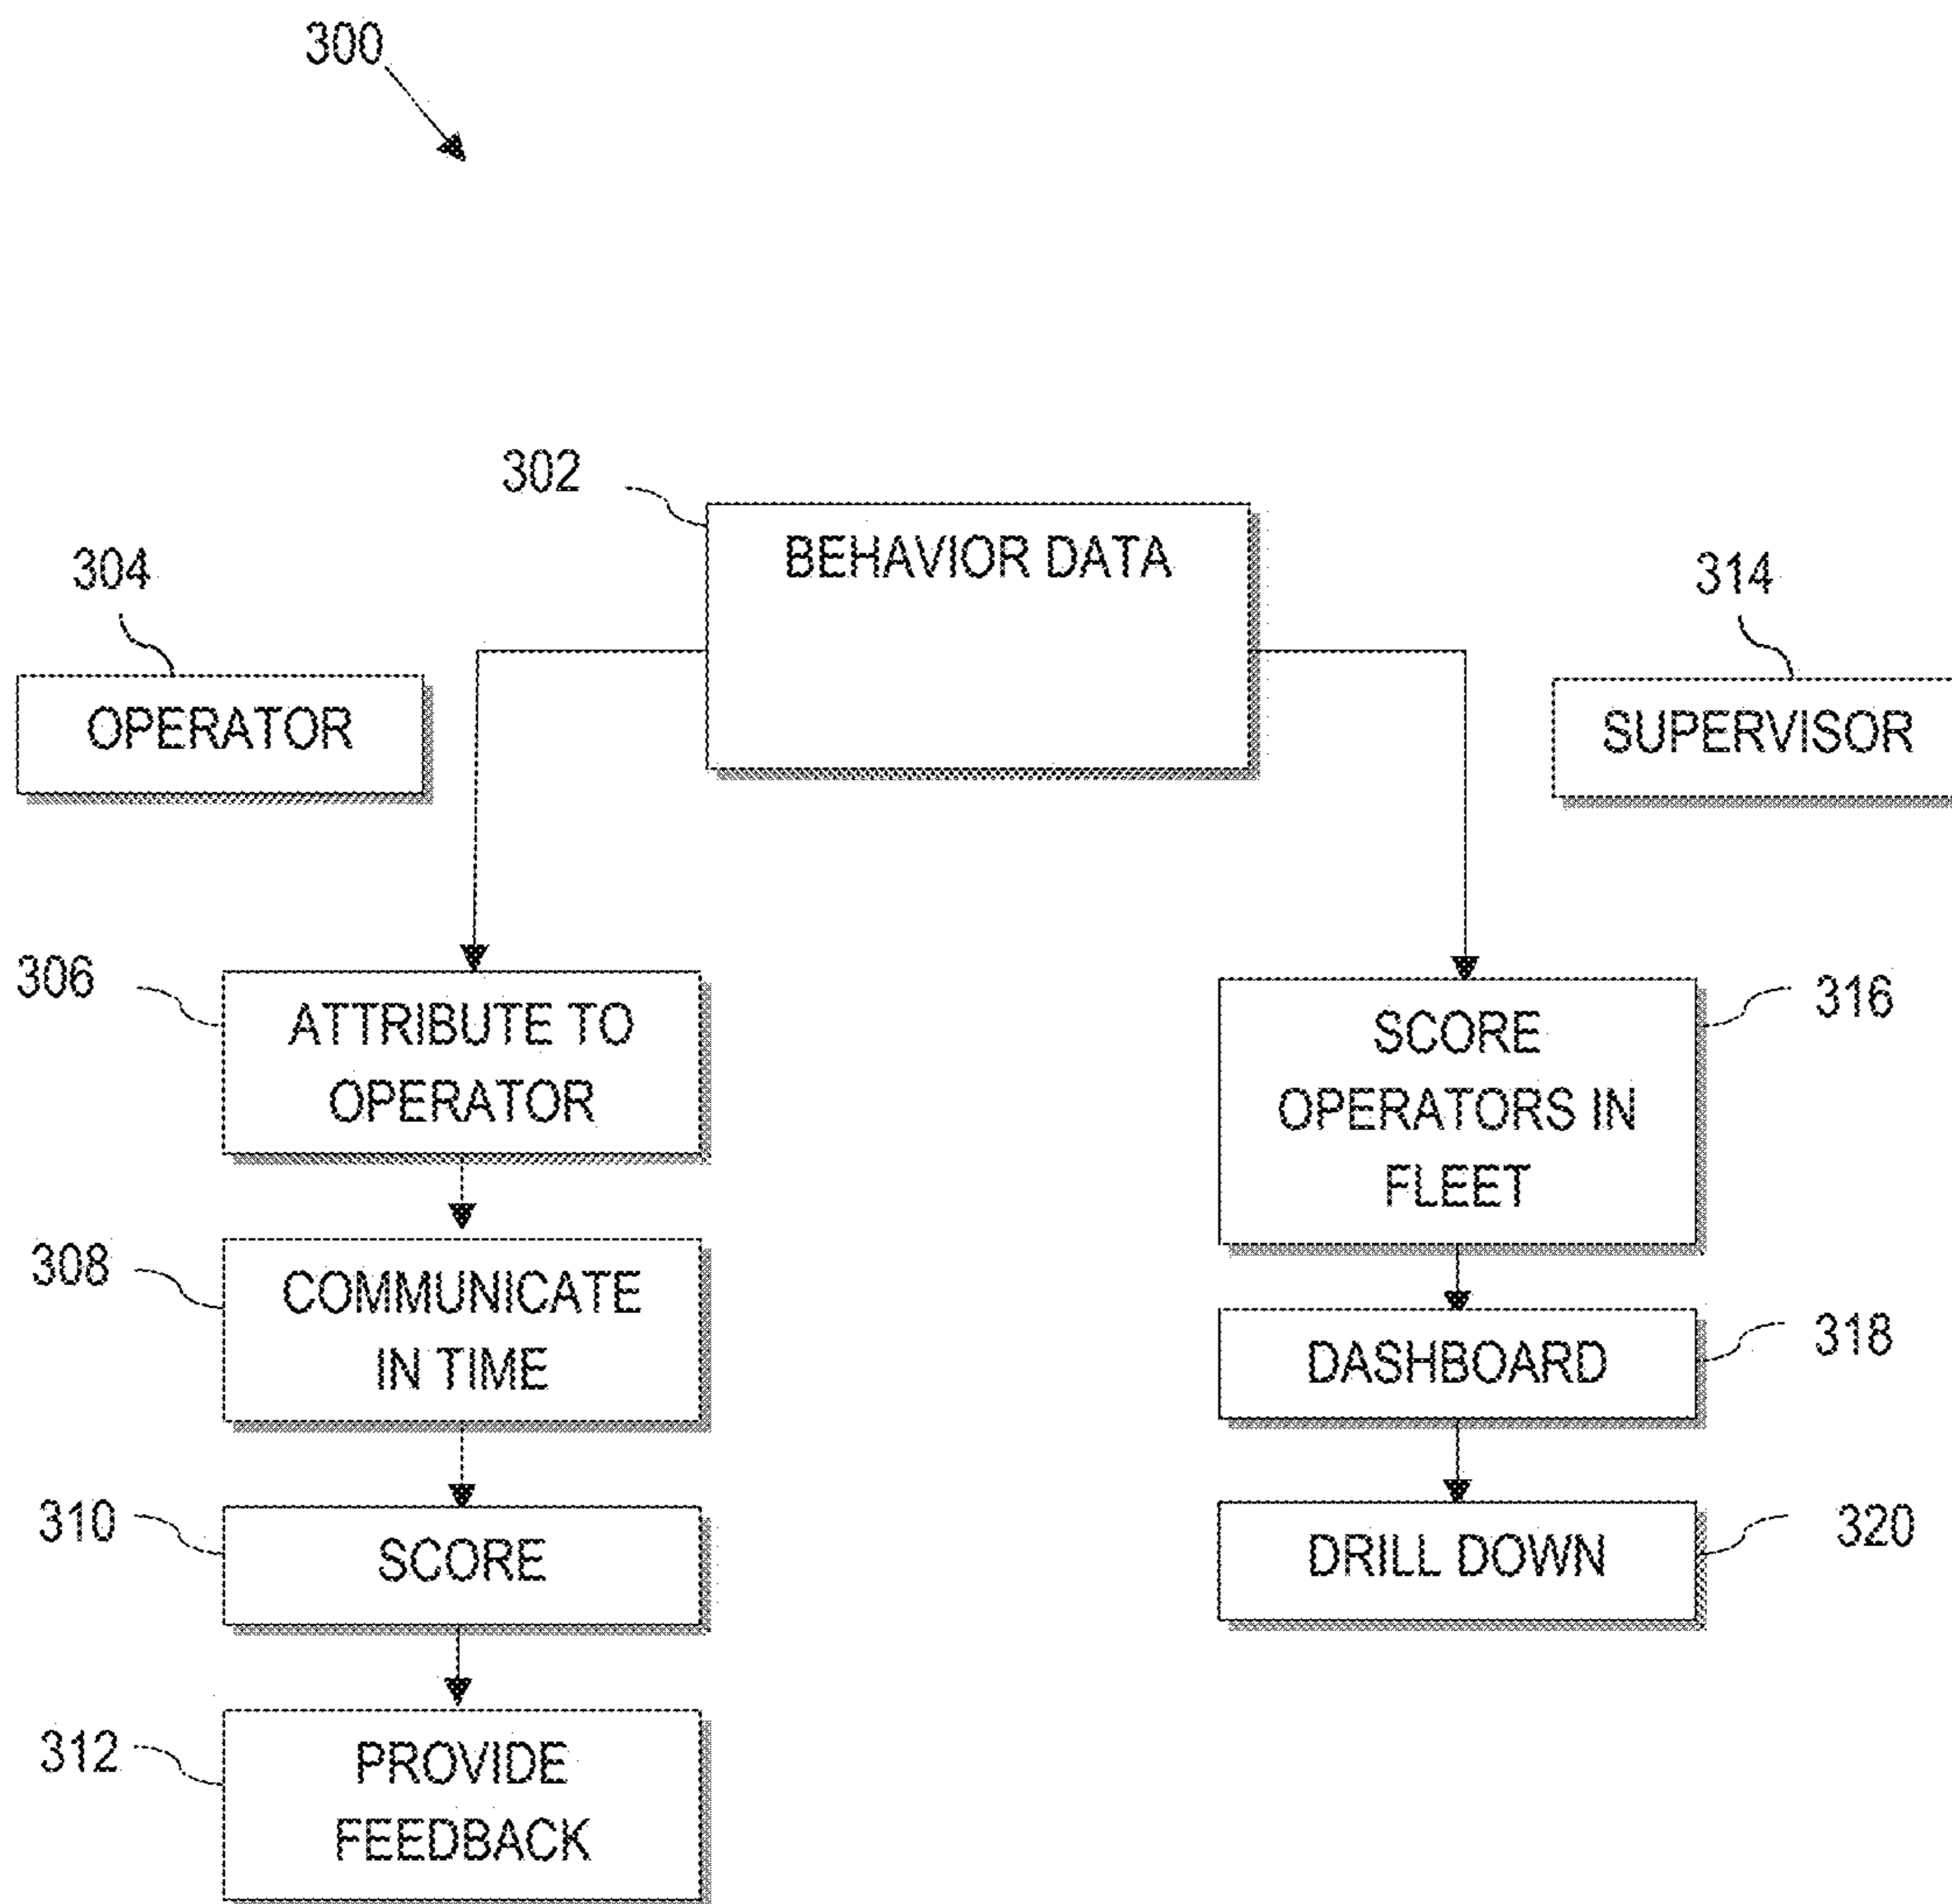 300
302
BEHAVIOR DATA
304
OPERATOR
314
SUPERVISOR
306
ATTRIBUTE TO
OPERATOR
316
SCORE
OPERATORS IN
FLEET
308
COMMUNICATE
IN TIME
318
DASHBOARD
310
SCORE
320
DRILL DOWN
312
PROVIDE
FEEDBACK